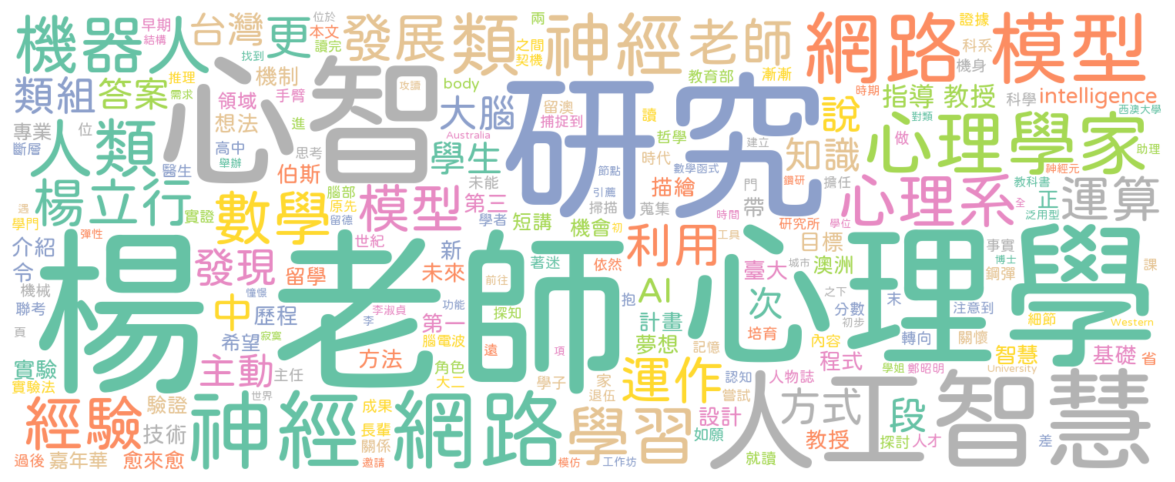 機器人
台灣
更
發展
類神經
老師
網路模型
早期
結構
位於
本文
讀完
找到
兩
之間
契機
證據
科系
機身
類組
答案
推理
需求
機制
領域
手臂
想法
心智
攻讀
body
大腦
Australia
研究
留澳
捕捉到
教育部
漸漸
讀
哲學
時代
說
知識
時期
指導
教授
科學
intelligence
對類
西澳大學
心理學家
做
助理
專業
斷層
位
醫生
高中
舉辦
進
思考
伯斯
人類
學生
未能
節點
數學函式
建立
神經元
鑽研
引薦
描繪
掃描
蒐集
門
帶
擔任
教科書
全
泛用型
楊立行
實證
遇
學門
彈性
數學
腦部
原先
留德
模型
第三
學者
短講
機會
初
研究所
時間
學位
工具
心理系
正
運算
世紀
介紹
令
機械
聯考
頁
發現
憧憬
留學
歷程
希望
寂寞
楊老師
新
未來
著迷
依然
前往
李淑貞
功能
李
探知
第一
腦電波
遠
項
方法
利用
AI
計畫
夢想
記憶
臺大
次
培育
目標
澳洲
城市
之下
分數
初步
末
心理學
事實
博士
鋼彈
注意到
轉向
關懷
細節
課
Western
智慧
基礎
省
學姐
鄭昭明
University
實驗
實驗法
主動
主任
世界
中
角色
大二
學子
家
退伍
運作
認知
嘗試
內容
人物誌
程式
經驗
驗證
技術
過後
嘉年華
愈來愈
神經網路
成果
長輩
關係
邀請
模仿
工作坊
學習
設計
如願
就讀
教授
人工智慧
方式
段
探討
人才
差